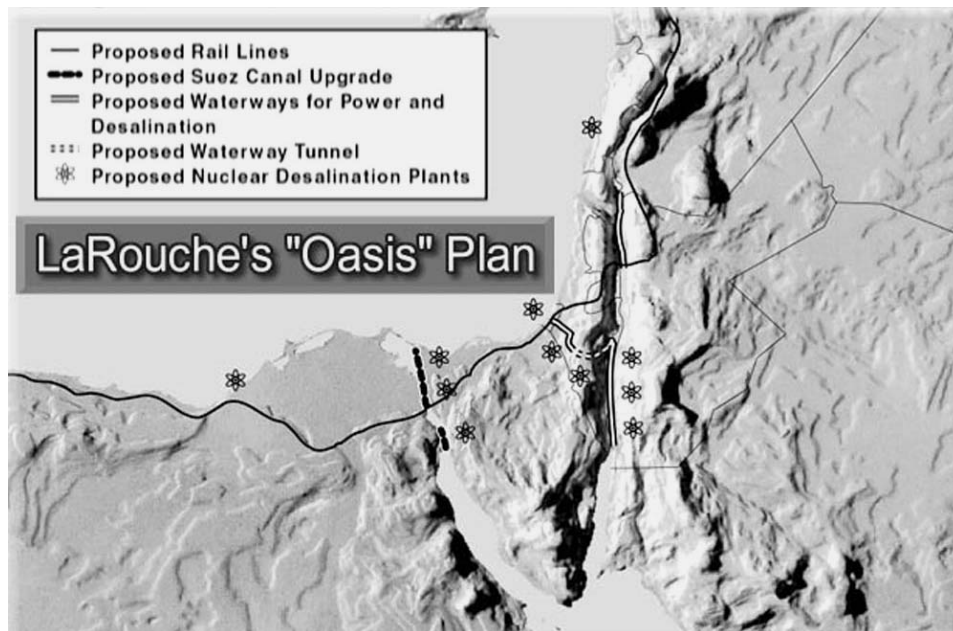 Proposed Rail Lines
Proposed Suez Canal Upgrade
Proposed Waterways for Power and
Desalination
Proposed Waterway Tunnel
Proposed Nuclear Desalination Plants
LaRouche's "Oasis" Plan